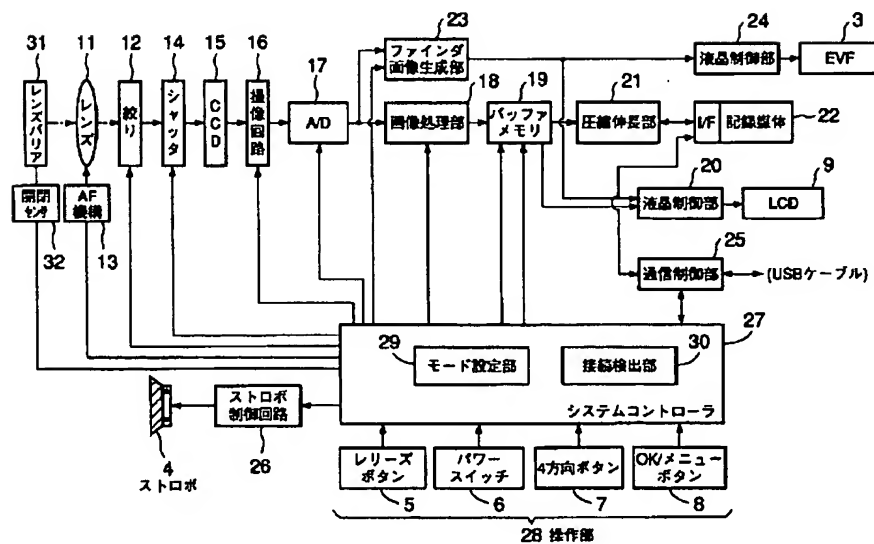 23
24
3
31
11
12
14
15
16
17
ファインダ
画像生成部
液晶制御部
EVF
18
19
21
レンズバリア
レンズ
絞り
シャッタ
CCD
撮像回路
A/D
画像処理部
バッファ
メモリ
圧縮伸長部
I/F
記録媒体
22
20
9
開閉
センサ
AF
機構
液晶制御部
LCD
32
13
25
通信制御部
(USBケーブル)
27
29
モード設定部
接続検出部
30
システムコントローラ
ストロボ
制御回路
4
ストロボ
26
レリーズ
ボタン
パワー
スイッチ
4方向ボタン
OK/メニュー
ボタン
5
6
7
8
28 操作部